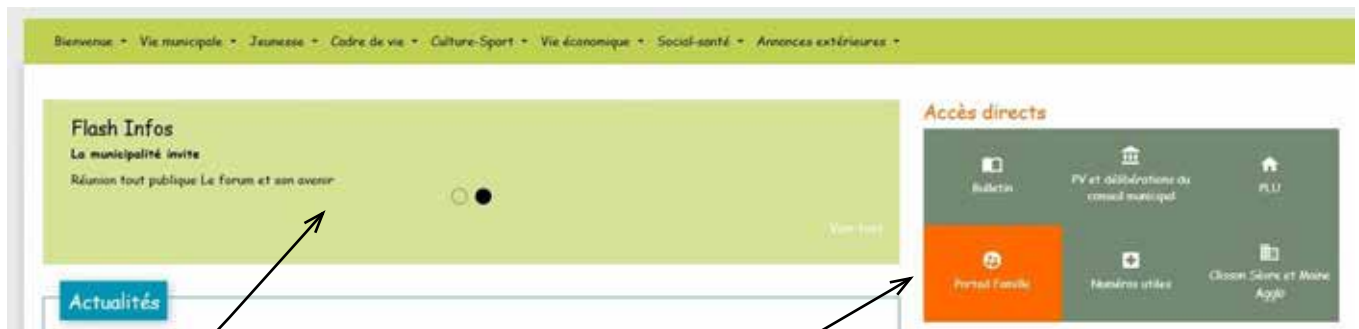 Bienvenue Vie municipale Jeunesse Cadre de vie Culture-Sport Vie économique Social-santé Annonces extérieures
Flash Infos
La municipalité invite
Réunion tout publique Le forum et son avenir
Voir tout
Actualités
Accès directs
Bulletin
PV et délibérations du
conseil municipal
PLU
Portail Famille
Numéros utiles
Clisson Sèvre et Maine
Agglo